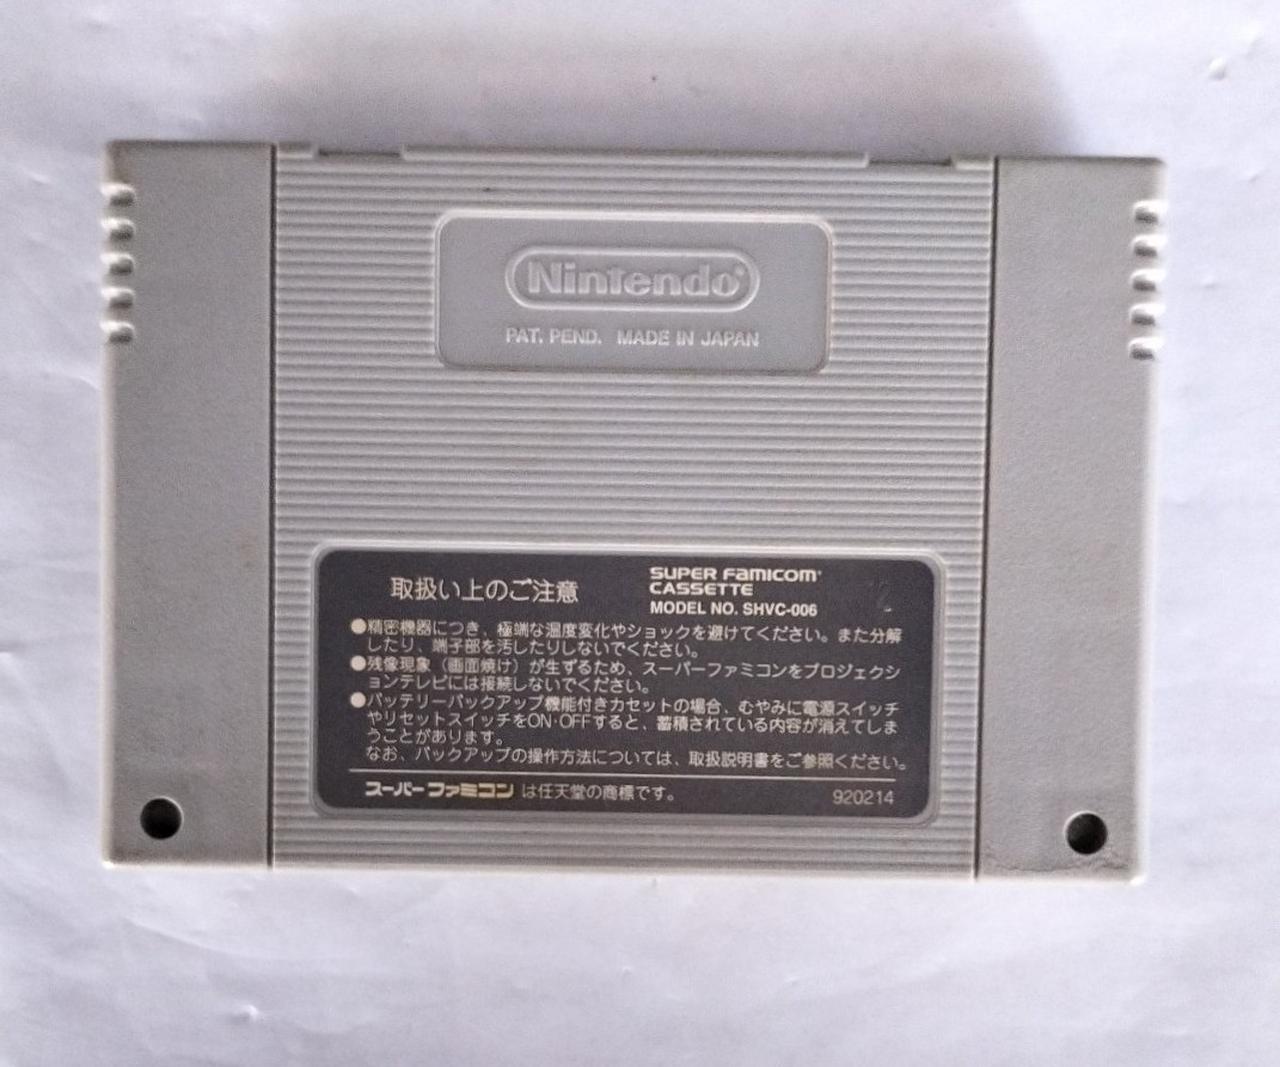 Nintendo®
PAT. PEND. MADE IN JAPAN
取扱い上のご注意
SUPER FAMICOM
CASSETTE
MODEL NO. SHVC-006
●精密機器につき、極端な温度変化やショックを避けてください。また分解
したり、端子部を汚したりしないでください。
●残像現象（画面焼け）が生ずるため、スーパーファミコンをプロジェクシ
ョンテレビには接続しないでください。
●バッテリーバックアップ機能付きカセットの場合、むやみに電源スイッチ
やリセットスイッチをON·OFFすると、蓄積されている内容が消えてしま
うことがあります。
なお、バックアップの操作方法については、取扱説明書をご参照ください。
スーパーファミコンは任天堂の商標です。
920214